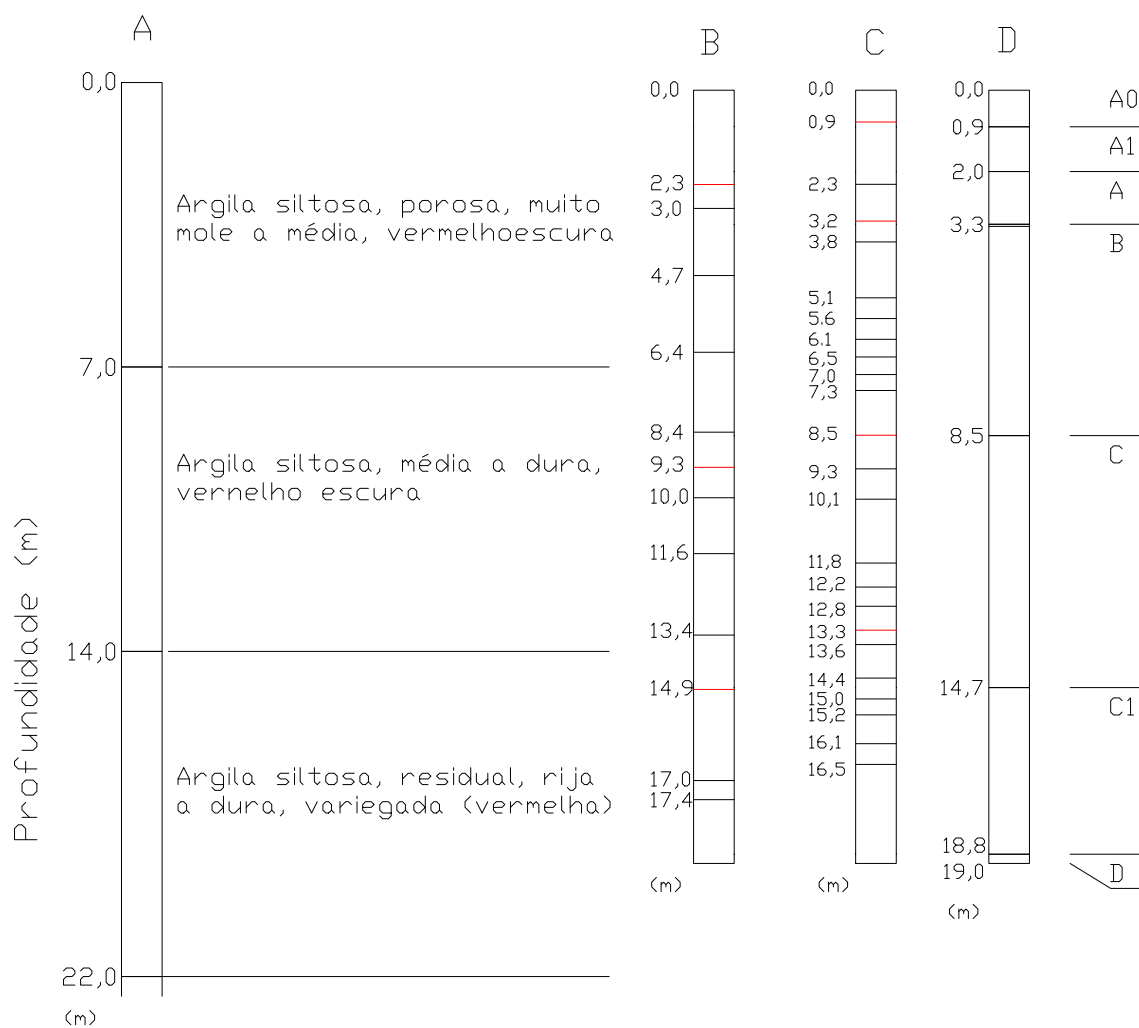 A
B
C
D
0,0
7,0
14,0
22,0
(m)
Profundidade (m)
Argila siltosa, porosa, muito
mole a média, vermelhoescura
Argila siltosa, média a dura,
vernelho escura
Argila siltosa, residual, rija
a dura, variegada (vermelha)
0,0
2,3
3,0
4,7
6,4
8,4
9,3
10,0
11,6
13,4
14,9
17,0
17,4
(m)
0,0
0,9
2,3
3,2
3,8
5,1
5.6
6.1
6,5
7,0
7,3
8,5
9,3
10,1
11,8
12,2
12,8
13,3
13,6
14,4
15,0
15,2
16,1
16,5
(m)
0,0
0,9
2,0
3,3
8,5
14,7
18,8
19,0
(m)
A0
A1
A
B
C
C1
D